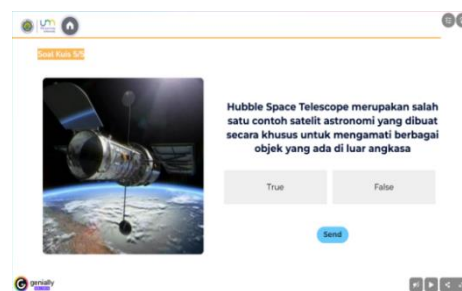 Soal Kuis 5/5
Hubble Space Telescope merupakan salah
satu contoh satelit astronomi yang dibuat
secara khusus untuk mengamati berbagai
objek yang ada di luar angkasa
True
False
Send
genially